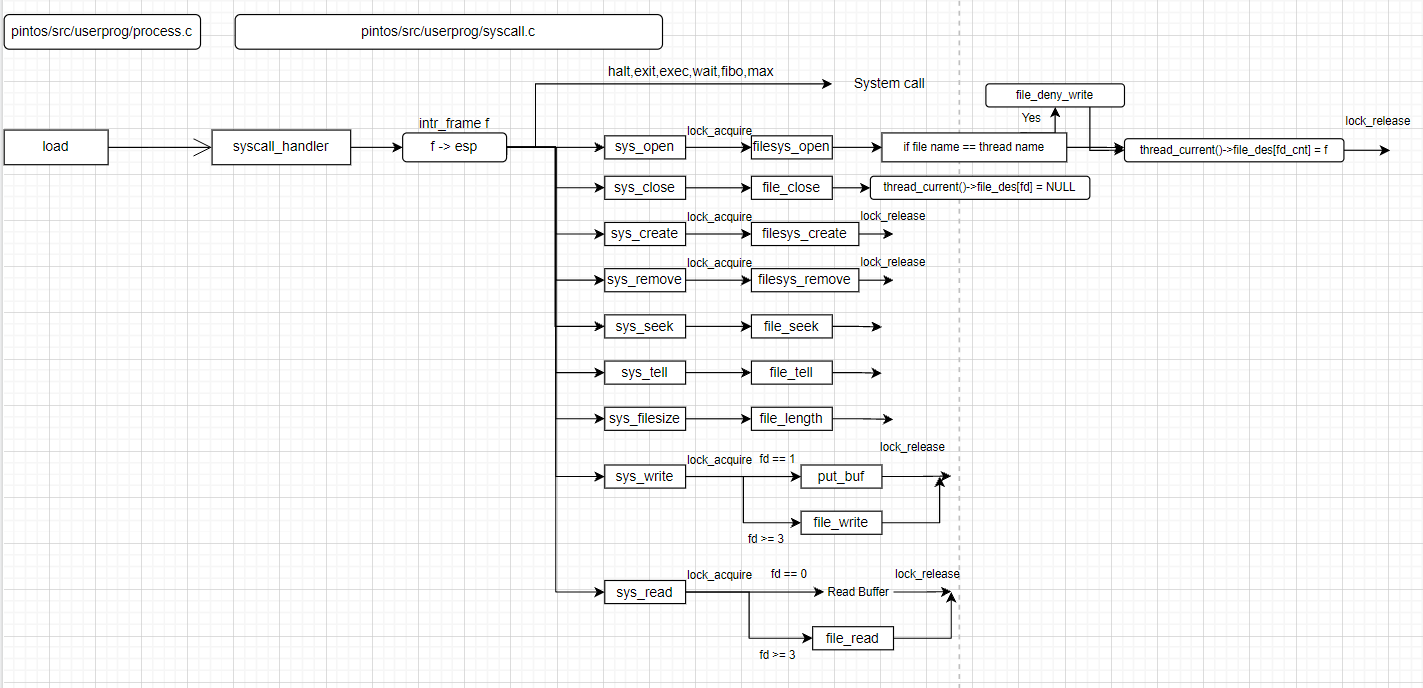 pintos/src/userprog/process.c
pintos/src/userprog/syscall.c
halt,exit,exec,wait,fibo,max
System call
file_deny_write
Yes
intr_frame f
lock_acquire
lock_release
load
syscall_handler
f -> esp
sys_open
filesys_open
if file name == thread name
thread_current()->file_des[fd_cnt] = f
sys_close
file_close
thread_current()->file_des[fd] = NULL
lock_acquire
lock_release
sys_create
filesys_create
lock_acquire
lock_release
sys_remove
filesys_remove
sys_seek
file_seek
sys_tell
file_tell
sys_filesize
file_length
lock_release
lock_acquire
fd == 1
sys_write
put_buf
file_write
fd >= 3
lock_acquire
fd == 0
lock_release
sys_read
Read Buffer
file_read
fd >= 3